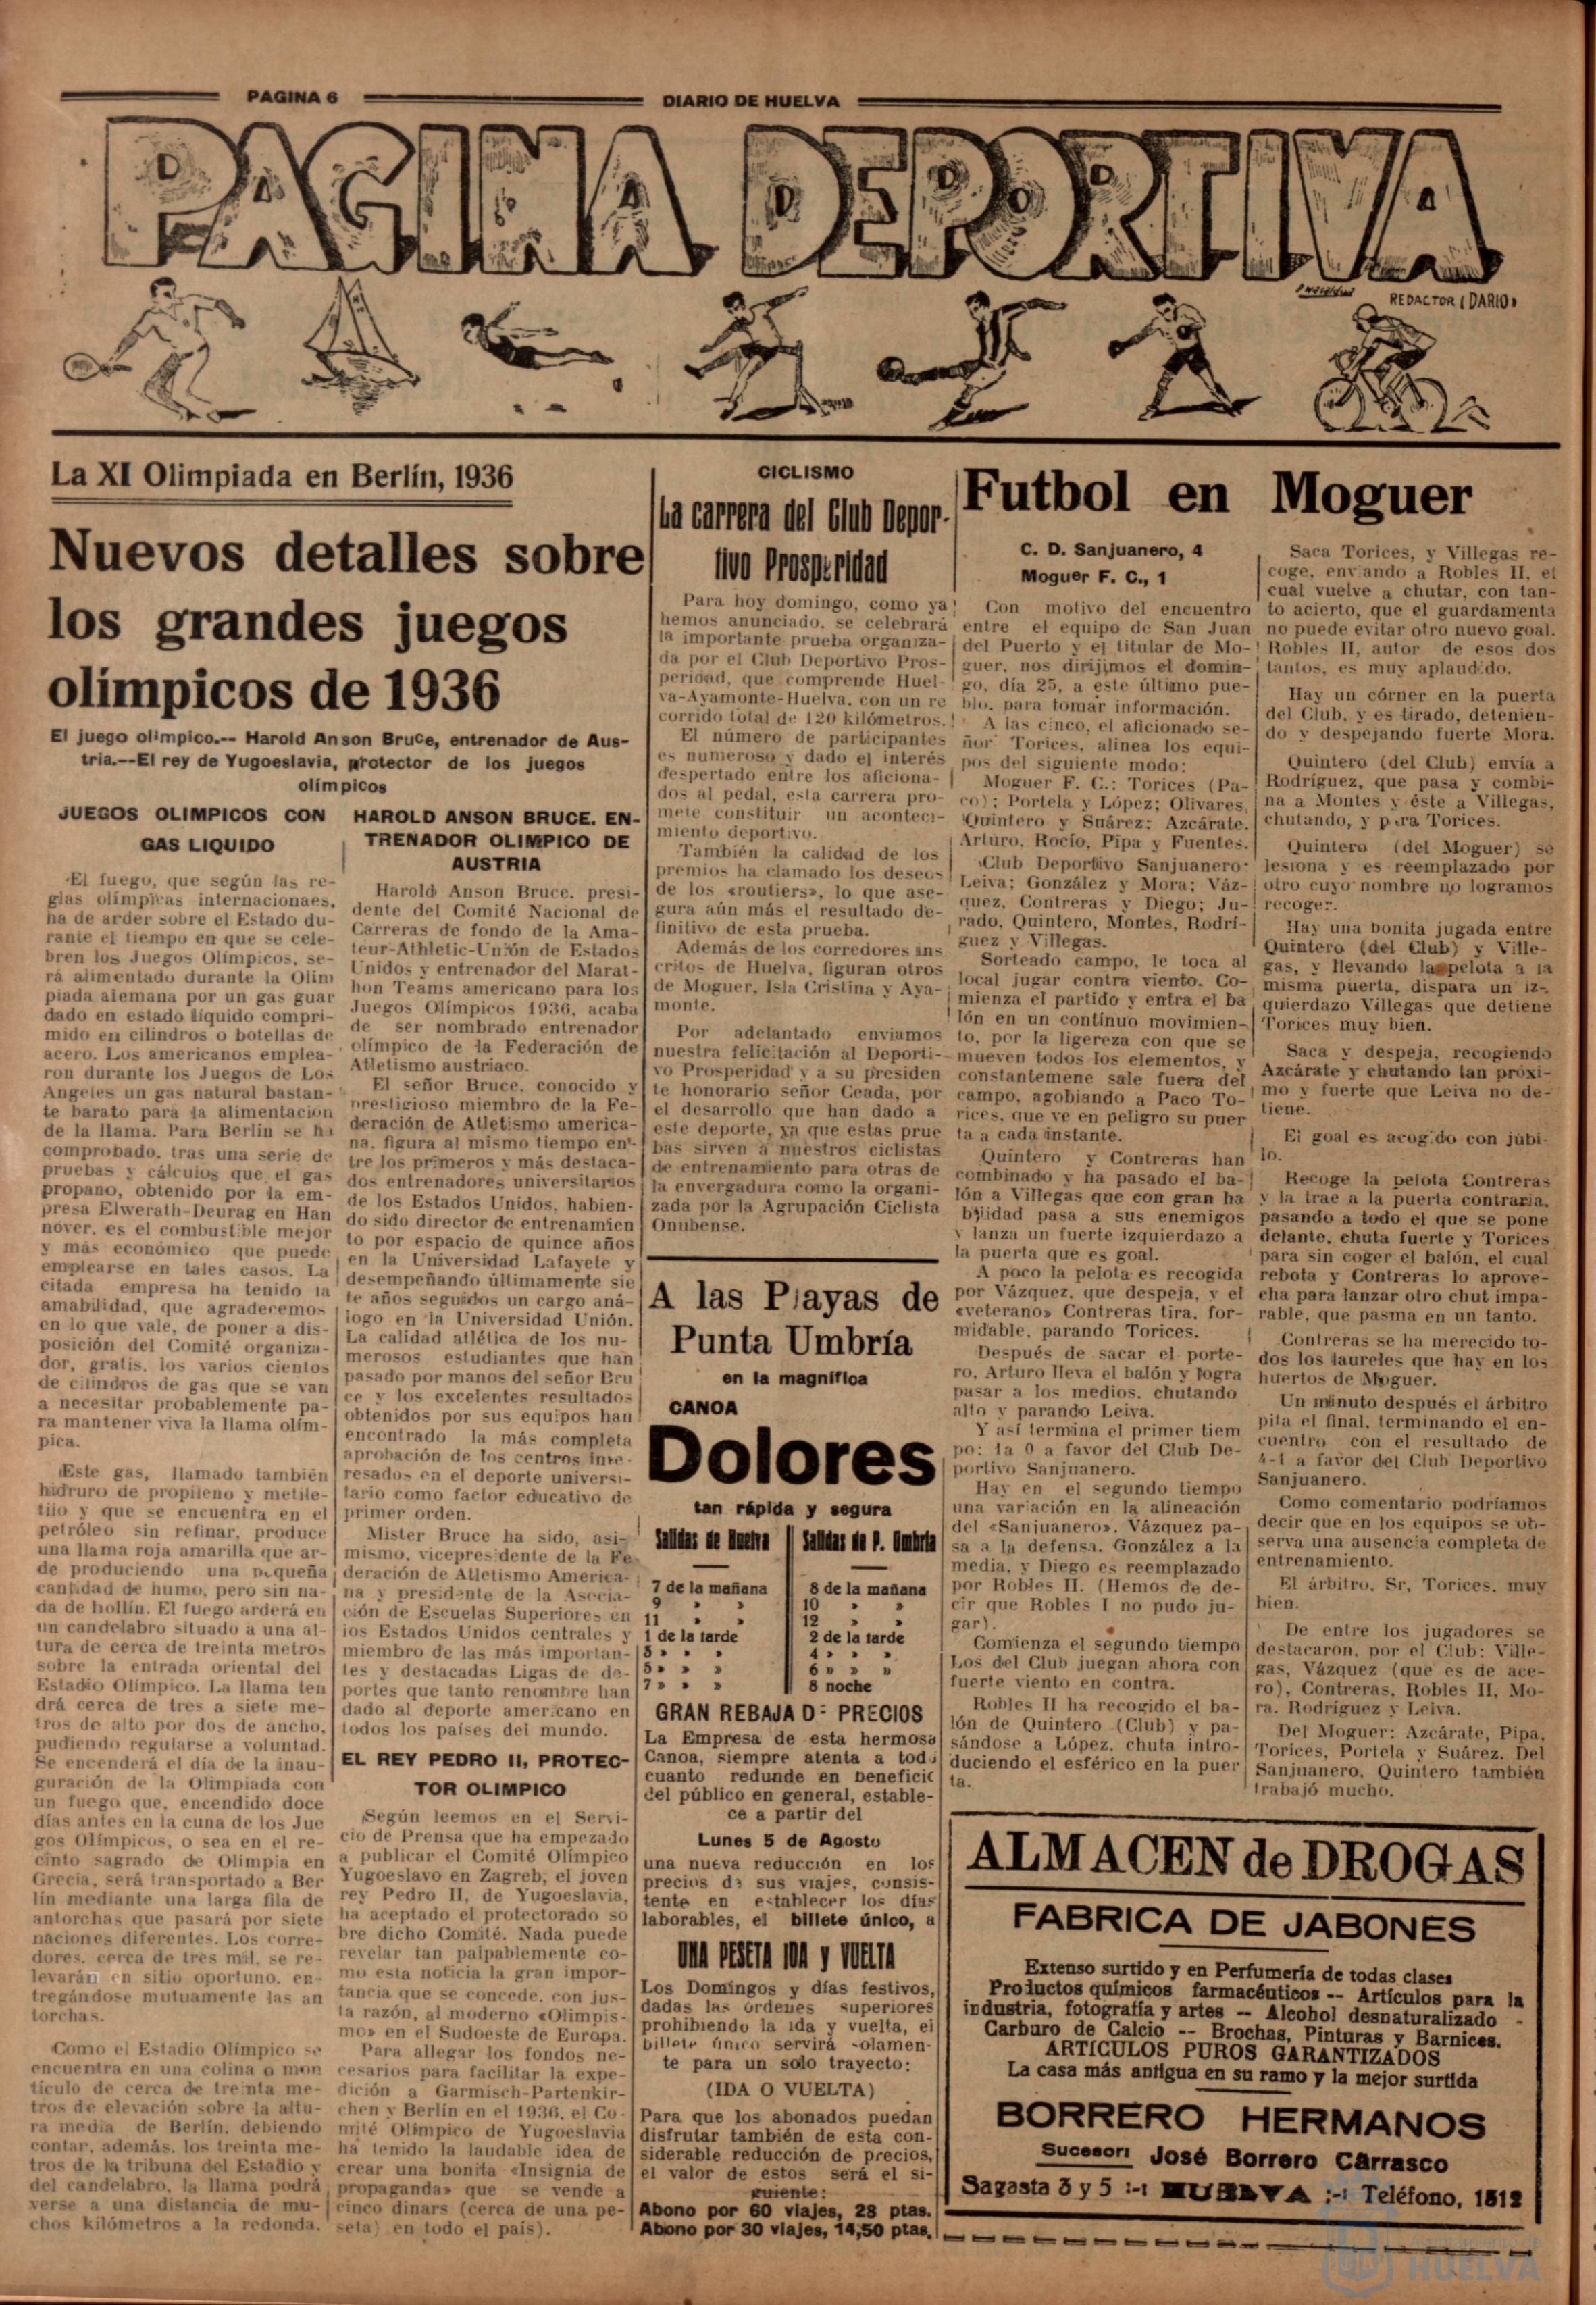 PAGINA 6
DIARIO DE HUELVA
PAGINA DEPORTIVA
REDACTOR (DARIO)
La XI Olimpiada en Berlín, 1936
Nuevos detalles sobre
los grandes juegos
olímpicos de 1936
El juego olímpico.-- Harold Anson Bruce, entrenador de Aus-
tria.--El rey de Yugoeslavia, protector de los juegos
olímpicos
JUEGOS OLIMPICOS CON
GAS LIQUIDO
El fuego, que según las re-
glas olímpicas internacionaes,
ha de arder sobre el Estado du-
rante el tiempo en que se cele-
bren los Juegos Olímpicos, se-
rá alimentado durante la Olim
piada alemana por un gas guar
dado en estado líquido compri-
mido en cilindros o botellas de
acero. Los americanos emplea-
ron durante los Juegos de Los
Angeles un gas natural bastan-
te barato para la alimentación
de la llama. Para Berlín se ha
comprobado, tras una serie de
pruebas y cálculos que el gas
propano, obtenido por la em-
presa Elwerath-Deurag en Han
nóver, es el combustible mejor
y más económico que puede
emplearse en tales casos. La
citada empresa ha tenido la
amabilidad, que agradecemos
en lo que vale, de poner a dis-
posición del Comité organiza-
dor, gratis, los varios cientos
de cilindros de gas que se van
a necesitar probablemente pa-
ra mantener viva la llama olím-
pica.
Este gas, llamado también
hidruro de propileno y metile-
tilo y que se encuentra en el
petróleo sin refinar, produce
una llama roja amarilla que ar-
de produciendo una pequeña
cantidad de humo, pero sin na-
da de hollín. El fuego arderá en
un candelabro situado a una al-
tura de cerca de treinta metros
sobre la entrada oriental del
Estadio Olímpico. La llama ten
drá cerca de tres a siete me-
tros de alto por dos de ancho,
pudiendo regularse a voluntad.
Se encenderá el día de la inau-
guración de la Olimpiada con
un fuego que, encendido doce
días antes en la cuna de los Jue
gos Olímpicos, o sea en el re-
cinto sagrado de Olimpia en
Grecia, será transportado a Ber
lín mediante una larga fila de
antorchas que pasará por siete
naciones diferentes. Los corre-
dores, cerca de tres mil, se re-
levarán en sitio oportuno, en-
tregándose mutuamente las an
torchas.
Como el Estadio Olímpico se
encuentra en una colina o mon
tículo de cerca de treinta me-
tros de elevación sobre la altu-
ra media de Berlín, debiendo
contar, además, los treinta me-
tros de la tribuna del Estadio y
del candelabro, la llama podrá
verse a una distancia de mu-
chos kilómetros a la redonda.
HAROLD ANSON BRUCE, EN-
TRENADOR OLIMPICO DE
AUSTRIA
Harold Anson Bruce, presi-
dente del Comité Nacional de
Carreras de fondo de la Ama-
teur-Athletic-Unión de Estados
Unidos y entrenador del Marat-
hon Teams americano para los
Juegos Olímpicos 1936, acaba
de ser nombrado entrenador
olímpico de la Federación de
Atletismo austriaco.
El señor Bruce, conocido y
prestigioso miembro de la Fe-
deración de Atletismo america-
na, figura al mismo tiempo en-
tre los primeros y más destaca-
dos entrenadores universitarios
de los Estados Unidos, habien-
do sido director de entrenamien
to por espacio de quince años
en la Universidad Lafayete y
desempeñando últimamente sie
te años seguidos un cargo aná-
logo en la Universidad Unión.
La calidad atlética de los nu-
merosos estudiantes que han
pasado por manos del señor Bru
ce y los excelentes resultados
obtenidos por sus equipos han
encontrado la más completa
aprobación de los centros inte-
resados en el deporte universi-
tario como factor educativo de
primer orden.
Mister Bruce ha sido, asi-
mismo, vicepresidente de la Fe
deración de Atletismo America-
na y presidente de la Asocia-
ción de Escuelas Superiores en
los Estados Unidos centrales y
miembro de las más importan-
tes y destacadas Ligas de de-
portes que tanto renombre han
dado al deporte americano en
todos los países del mundo.
EL REY PEDRO II, PROTEC-
TOR OLIMPICO
Según leemos en el Servi-
cio de Prensa que ha empezado
a publicar el Comité Olímpico
Yugoeslavo en Zagreb; el joven
rey Pedro II, de Yugoeslavia,
ha aceptado el protectorado so
bre dicho Comité. Nada puede
revelar tan palpablemente co-
mo esta noticia la gran impor-
tancia que se concede, con jus-
ta razón, al moderno «Olimpis-
mo» en el Sudoeste de Europa.
Para allegar los fondos ne-
cesarios para facilitar la expe-
dición a Garmisch-Partenkir-
chen y Berlín en el 1936, el Co-
mité Olímpico de Yugoeslavia
ha tenido la laudable idea de
crear una bonita «Insignia de
propaganda» que se vende a
cinco dinars (cerca de una pe-
seta) en todo el país).
CICLISMO
La carrera del Club Depor-
tivo Prosperidad
Para hoy domingo, como ya
hemos anunciado, se celebrará
la importante prueba organiza-
da por el Club Deportivo Pros-
peridad, que comprende Huel-
va-Ayamonte-Huelva, con un re
corrido total de 120 kilómetros.
El número de participantes
es numeroso y dado el interés
despertado entre los aficiona-
dos al pedal, esta carrera pro-
mete constituir un aconteci-
miento deportivo.
También la calidad de los
premios ha clamado los deseos
de los «routiers», lo que ase-
gura aún más el resultado de-
finitivo de esta prueba.
Además de los corredores ins
critos de Huelva, figuran otros
de Moguer, Isla Cristina y Aya-
monte.
Por adelantado enviamos
nuestra felicitación al Deporti-
vo Prosperidad y a su presiden
te honorario señor Ceada, por
el desarrollo que han dado a
este deporte, ya que estas prue
bas sirven a nuestros ciclistas
de entrenamiento para otras de
la envergadura como la organi-
zada por la Agrupación Ciclista
Onubense.
A las Playas de
Punta Umbría
en la magnífica
CANOA
Dolores
tan rápida y segura
Salidas de Huelva
7 de la mañana
9 » »
11 » »
1 de la tarde
3 » » »
5 » » »
7 » » »
Salidas de P. Umbría
8 de la mañana
10 » »
12 » »
2 de la tarde
4 » » »
6 » » »
8 noche
GRAN REBAJA DE PRECIOS
La Empresa de esta hermosa
Canoa, siempre atenta a todo
cuanto redunde en beneficio
del público en general, estable-
ce a partir del
Lunes 5 de Agosto
una nueva reducción en los
precios de sus viajes, consis-
tente en establecer los días
laborables, el billete único, a
UNA PESETA IDA y VUELTA
Los Domingos y días festivos,
dadas las órdenes superiores
prohibiendo la ida y vuelta, el
billete único servirá solamen-
te para un solo trayecto:
(IDA O VUELTA)
Para que los abonados puedan
disfrutar también de esta con-
siderable reducción de precios,
el valor de estos será el si-
guiente:
Abono por 60 viajes, 28 ptas.
Abono por 30 viajes, 14,50 ptas.
Futbol en Moguer
C. D. Sanjuanero, 4
Moguer F. C., 1
Con motivo del encuentro
entre el equipo de San Juan
del Puerto y el titular de Mo-
guer, nos dirijimos el domin-
go, día 25, a este último pue-
blo, para tomar información.
A las cinco, el aficionado se-
ñor Torices, alinea los equi-
pos del siguiente modo:
Moguer F. C.: Torices (Pa-
co); Portela y López; Olivares,
Quintero y Suárez; Azcárate,
Arturo, Rocío, Pipa y Fuentes.
Club Deportivo Sanjuanero:
Leiva; González y Mora; Váz-
quez, Contreras y Diego; Ju-
rado, Quintero, Montes, Rodrí-
guez y Villegas.
Sorteado campo, le toca al
local jugar contra viento. Co-
mienza el partido y entra el ba
lón en un continuo movimien-
to, por la ligereza con que se
mueven todos los elementos, y
constantemene sale fuera del
campo, agobiando a Paco To-
rices, que ve en peligro su puer
ta a cada instante.
Quintero y Contreras han
combinado y ha pasado el ba-
lón a Villegas que con gran ha
bilidad pasa a sus enemigos
y lanza un fuerte izquierdazo a
la puerta que es goal.
A poco la pelota es recogida
por Vázquez, que despeja, y el
«veterano» Contreras tira, for-
midable, parando Torices.
Después de sacar el porte-
ro, Arturo lleva el balón y logra
pasar a los medios, chutando
alto y parando Leiva.
Y así termina el primer tiem
po: 1a 0 a favor del Club De-
portivo Sanjuanero.
Hay en el segundo tiempo
una variación en la alineación
del «Sanjuanero». Vázquez pa-
sa a la defensa, González a la
media, y Diego es reemplazado
por Robles II. (Hemos de de-
cir que Robles I no pudo ju-
gar).
Comienza el segundo tiempo
Los del Club juegan ahora con
fuerte viento en contra.
Robles II ha recogido el ba-
lón de Quintero (Club) y pa-
sándose a López, chuta intro-
duciendo el esférico en la puer
ta.
Saca Torices, y Villegas re-
coge, enviando a Robles II, el
cual vuelve a chutar, con tan-
to acierto, que el guardamenta
no puede evitar otro nuevo goal.
Robles II, autor de esos dos
tantos, es muy aplaudido.
Hay un córner en la puerta
del Club, y es tirado, detenien-
do y despejando fuerte Mora.
Quintero (del Club) envía a
Rodríguez, que pasa y combi-
na a Montes y éste a Villegas,
chutando, y para Torices.
Quintero (del Moguer) se
lesiona y es reemplazado por
otro cuyo nombre no logramos
recoger.
Hay una bonita jugada entre
Quintero (del Club) y Ville-
gas, y llevando la pelota a la
misma puerta, dispara un iz-
quierdazo Villegas que detiene
Torices muy bien.
Saca y despeja, recogiendo
Azcárate y chutando tan próxi-
mo y fuerte que Leiva no de-
tiene.
El goal es acogido con júbi-
lo.
Recoge la pelota Contreras
y la trae a la puerta contraria,
pasando a todo el que se pone
delante, chuta fuerte y Torices
para sin coger el balón, el cual
rebota y Contreras lo aprove-
cha para lanzar otro chut impa-
rable, que pasma en un tanto.
Contreras se ha merecido to-
dos los laureles que hay en los
huertos de Moguer.
Un minuto después el árbitro
pita el final, terminando el en-
cuentro con el resultado de
4-1 a favor del Club Deportivo
Sanjuanero.
Como comentario podríamos
decir que en los equipos se ob-
serva una ausencia completa de
entrenamiento.
El árbitro, Sr. Torices, muy
bien.
De entre los jugadores se
destacaron, por el Club: Ville-
gas, Vázquez (que es de ace-
ro), Contreras, Robles II, Mo-
ra, Rodríguez y Leiva.
Del Moguer: Azcárate, Pipa,
Torices, Portela y Suárez. Del
Sanjuanero, Quintero también
trabajó mucho.
ALMACEN de DROGAS
FABRICA DE JABONES
Extenso surtido y en Perfumería de todas clases
Productos químicos farmacéuticos -- Artículos para la
industria, fotografía y artes -- Alcohol desnaturalizado -
Carburo de Calcio -- Brochas, Pinturas y Barnices.
ARTICULOS PUROS GARANTIZADOS
La casa más antigua en su ramo y la mejor surtida
BORRERO HERMANOS
Sucesor: José Borrero Carrasco
Sagasta 3 y 5 :-: HUELVA :-: Teléfono, 1512
HUELVA